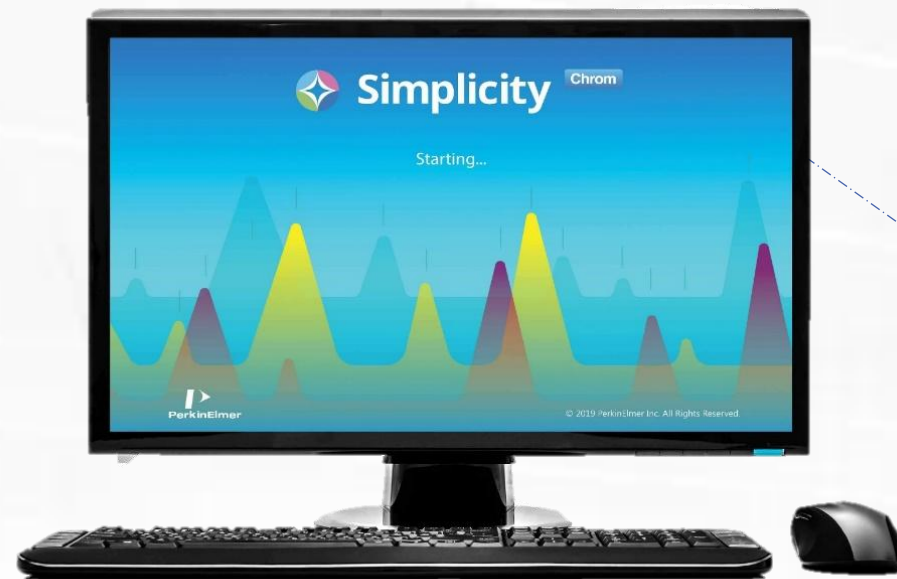 Simplicity Chrom
Starting...
PerkinElmer
© 2019 PerkinElmer Inc. All Rights Reserved.